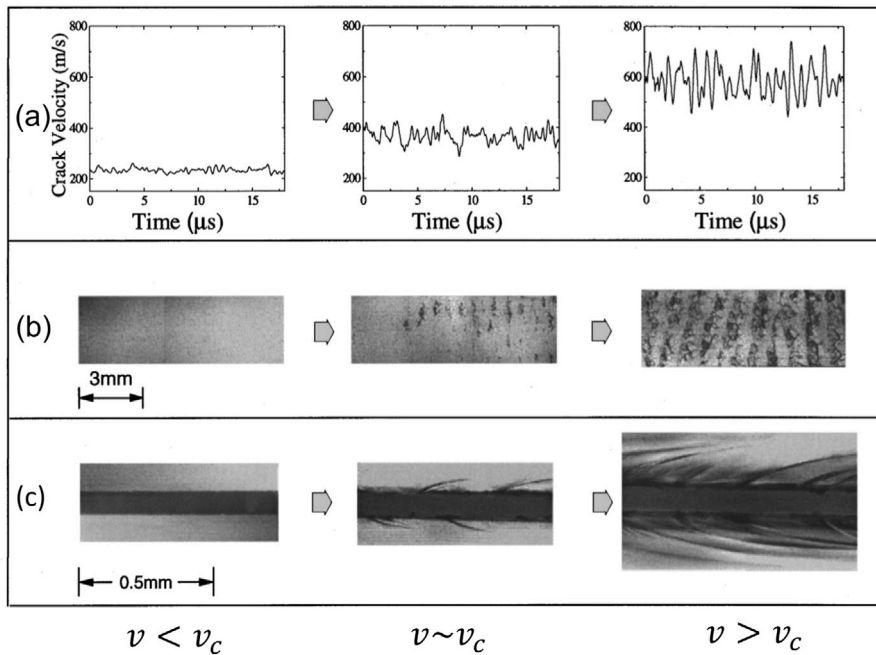 (a)
Crack Velocity (m/s)
800
600
400
200
0 5 10 15
Time (μs)
800
600
400
200
0 5 10 15
Time (μs)
800
600
400
200
0 5 10 15
Time (μs)
(b)
3mm
(c)
0.5mm
v < v_c
v~v_c
v > v_c